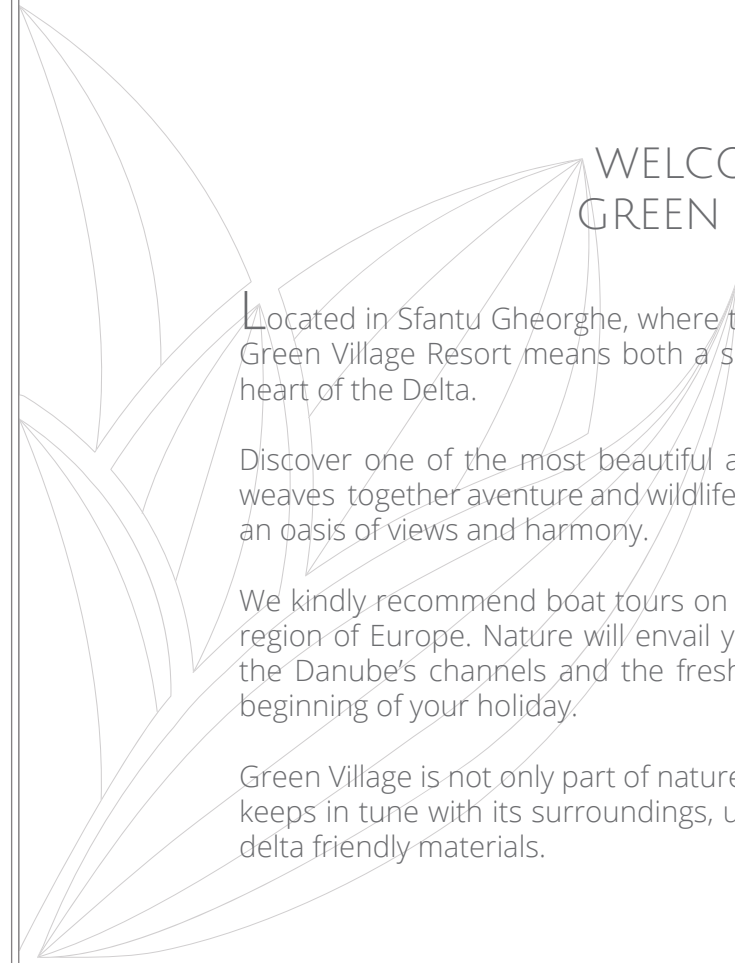 WELCO
GREEN
Located in Sfantu Gheorghe, where t
Green Village Resort means both a s
heart of the Delta.
Discover one of the most beautiful a
weaves together aventure and wildlife
an oasis of views and harmony.
We kindly recommend boat tours on
region of Europe. Nature will envail y
the Danube's channels and the fresh
beginning of your holiday.
Green Village is not only part of nature
keeps in tune with its surroundings, u
delta friendly materials.